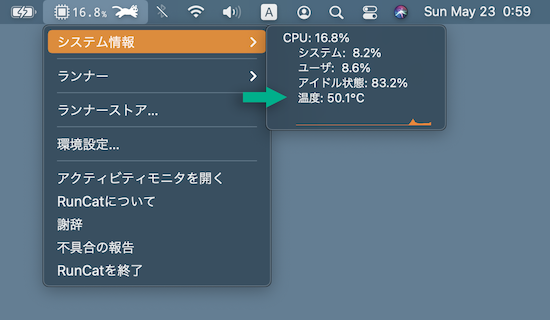 16.8%
A
Sun May 23 0:59
システム情報
ランナー
ランナーストア...
環境設定...
アクティビティモニタを開く
RunCatについて
謝辞
不具合の報告
RunCatを終了
CPU: 16.8%
システム: 8.2%
ユーザ: 8.6%
アイドル状態: 83.2%
温度: 50.1°C